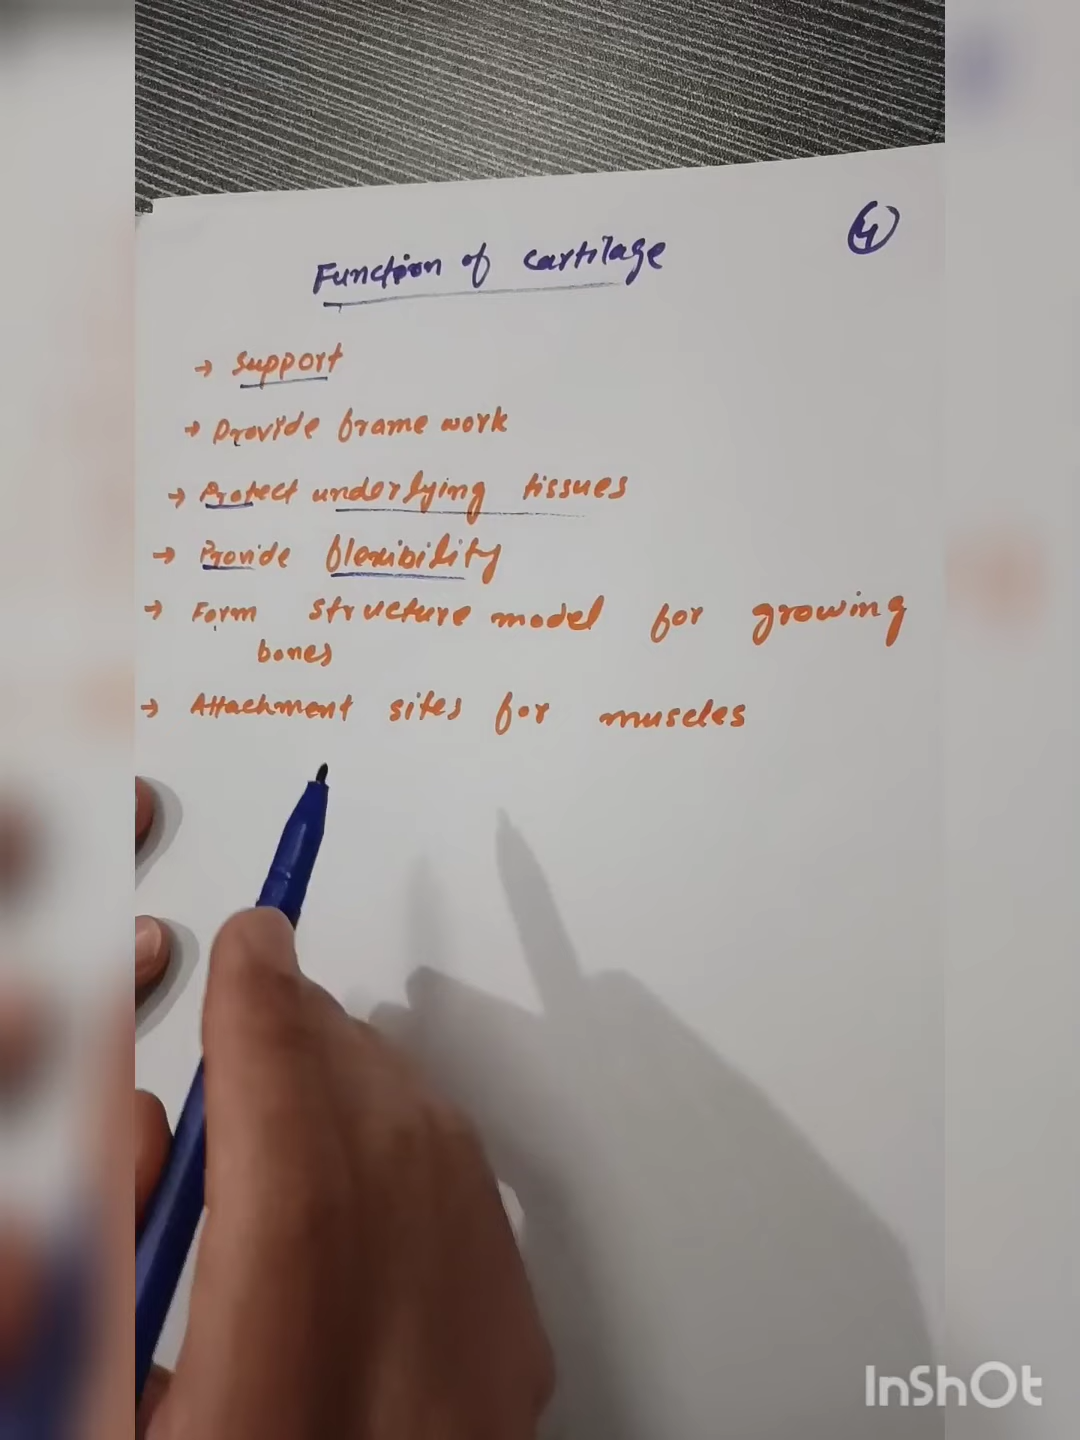 4
Function of cartilage
→ Support
→ Provide frame work
→ Protect underlying tissues
→ Provide flexibility
→ Form structure model for growing
bones
→ Attachment sites for muscles
InShOt